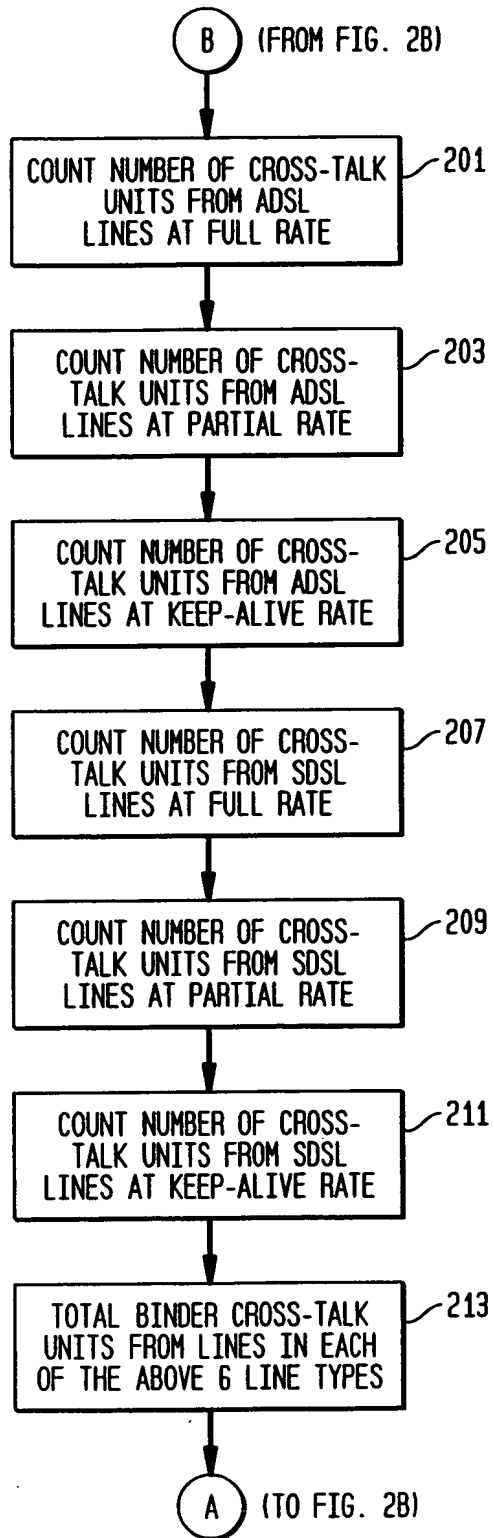 B (FROM FIG. 2B)
COUNT NUMBER OF CROSS-TALK
UNITS FROM ADSL
LINES AT FULL RATE
201
COUNT NUMBER OF CROSS-
TALK UNITS FROM ADSL
LINES AT PARTIAL RATE
203
COUNT NUMBER OF CROSS-
TALK UNITS FROM ADSL
LINES AT KEEP-ALIVE RATE
205
COUNT NUMBER OF CROSS-
TALK UNITS FROM SDSL
LINES AT FULL RATE
207
COUNT NUMBER OF CROSS-
TALK UNITS FROM SDSL
LINES AT PARTIAL RATE
209
COUNT NUMBER OF CROSS-
TALK UNITS FROM SDSL
LINES AT KEEP-ALIVE RATE
211
TOTAL BINDER CROSS-TALK
UNITS FROM LINES IN EACH
OF THE ABOVE 6 LINE TYPES
213
A (TO FIG. 2B)